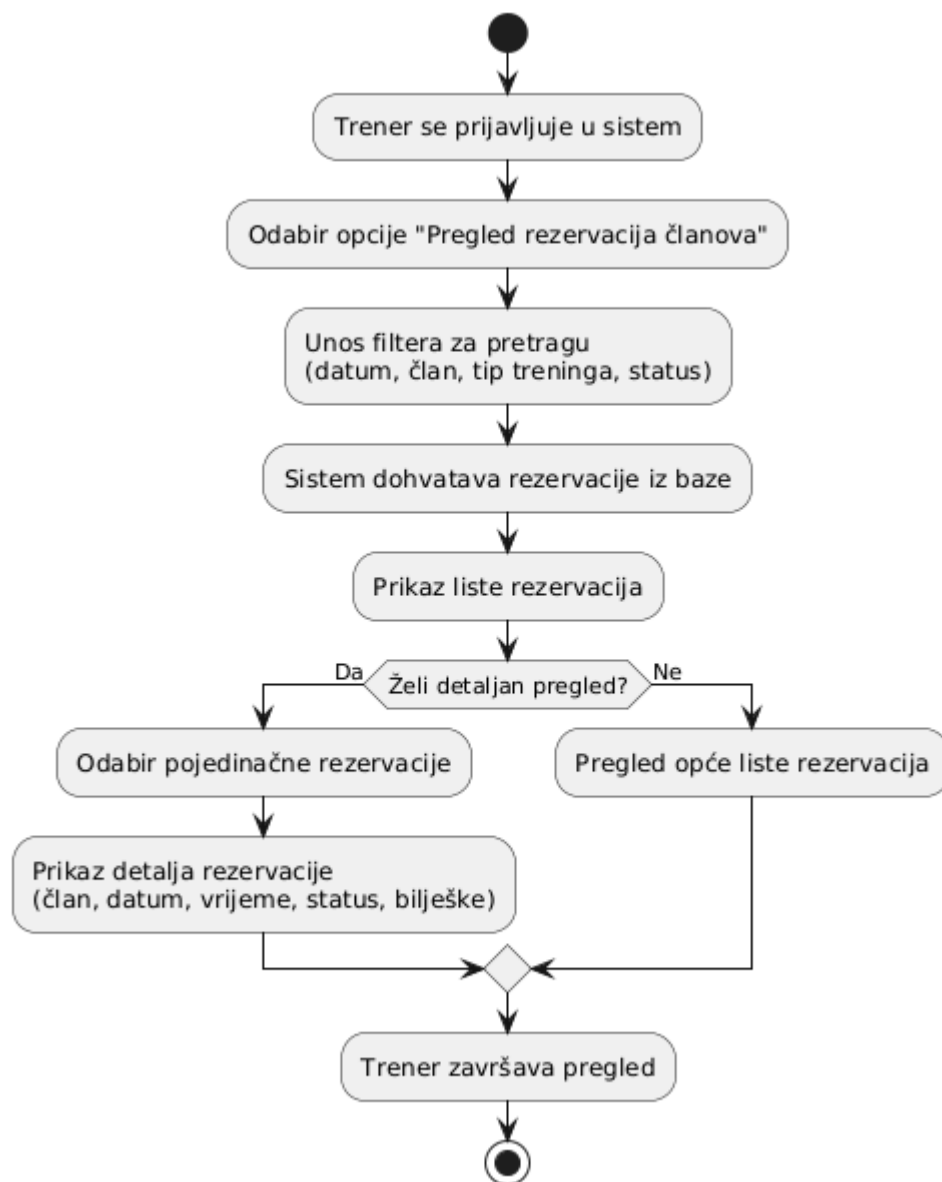 Trener se prijavljuje u sistem
Odabir opcije "Pregled rezervacija članova"
Unos filtera za pretragu
(datum, član, tip treninga, status)
Sistem dohvatava rezervacije iz baze
Prikaz liste rezervacija
Želi detaljan pregled?
Da
Ne
Odabir pojedinačne rezervacije
Prikaz detalja rezervacije
(član, datum, vrijeme, status, bilješke)
Pregled opće liste rezervacija
Trener završava pregled